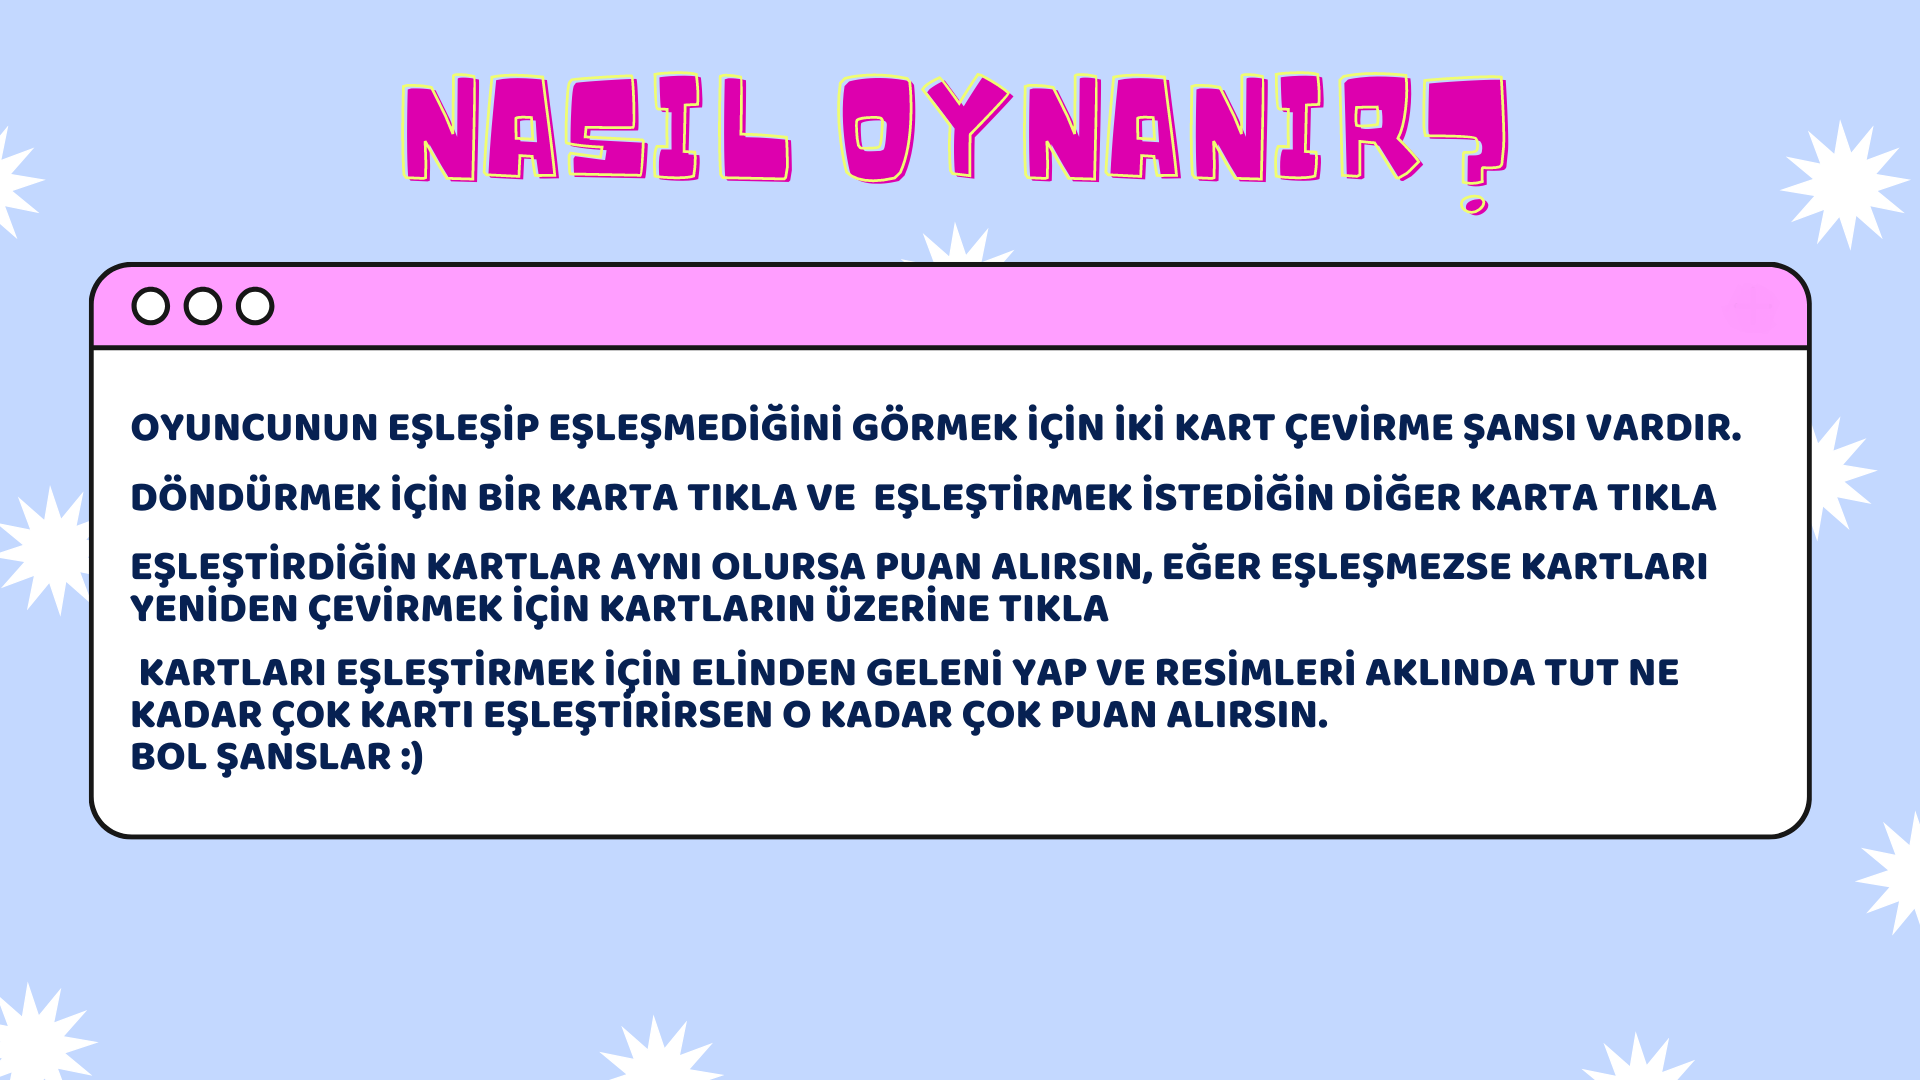 NASIL OYNANIR?
OYUNCUNUN EŞLEŞİP EŞLEŞMEDİĞİNİ GÖRMEK İÇİN İKİ KART ÇEVİRME ŞANSI VARDIR.
DÖNDÜRMEK İÇİN BİR KARTA TIKLA VE  EŞLEŞTİRMEK İSTEDİĞİN DİĞER KARTA TIKLA
EŞLEŞTİRDİĞİN KARTLAR AYNI OLURSA PUAN ALIRSIN, EĞER EŞLEŞMEZSE KARTLARI
YENİDEN ÇEVİRMEK İÇİN KARTLARIN ÜZERİNE TIKLA
KARTLARI EŞLEŞTİRMEK İÇİN ELİNDEN GELENİ YAP VE RESİMLERİ AKLINDA TUT NE
KADAR ÇOK KARTI EŞLEŞTİRİRSEN O KADAR ÇOK PUAN ALIRSIN.
BOL ŞANSLAR :)